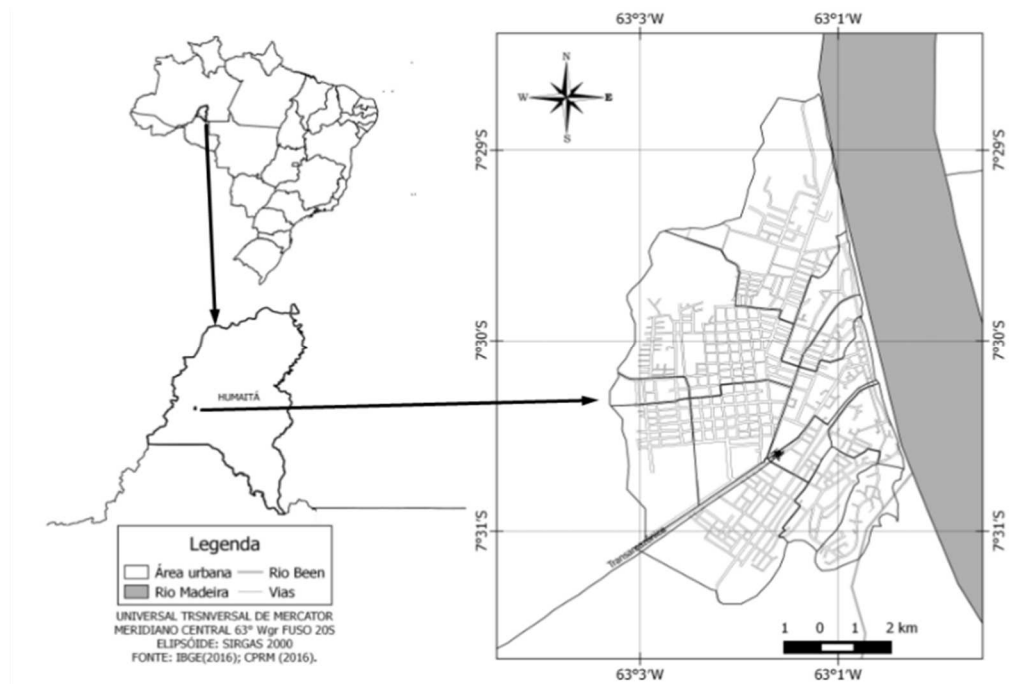 63°3'W 63°1'W
N
W E
S
7°29'S 7°29'S
7°30'S 7°30'S
HUMAITÁ
7°31'S 7°31'S
Legenda
Área urbana Rio Been
Rio Madeira Vias
UNIVERSAL TRSNVERSAL DE MERCATOR
MERIDIANO CENTRAL 63° Wgr FUSO 20S
ELIPSÓIDE: SIRGAS 2000
FONTE: IBGE(2016); CPRM (2016).
1 0 1 2 km
63°3'W 63°1'W